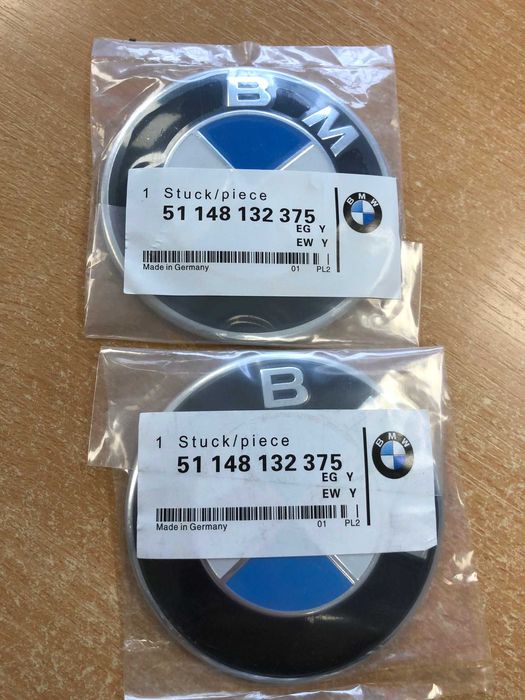 B M
1 Stuck/piece
51 148 132 375
EG Y
EW Y
Made in Germany 01 PL2
BMW
B
1 Stuck/piece
51 148 132 375
EG Y
EW Y
Made in Germany 01 PL2
BMW